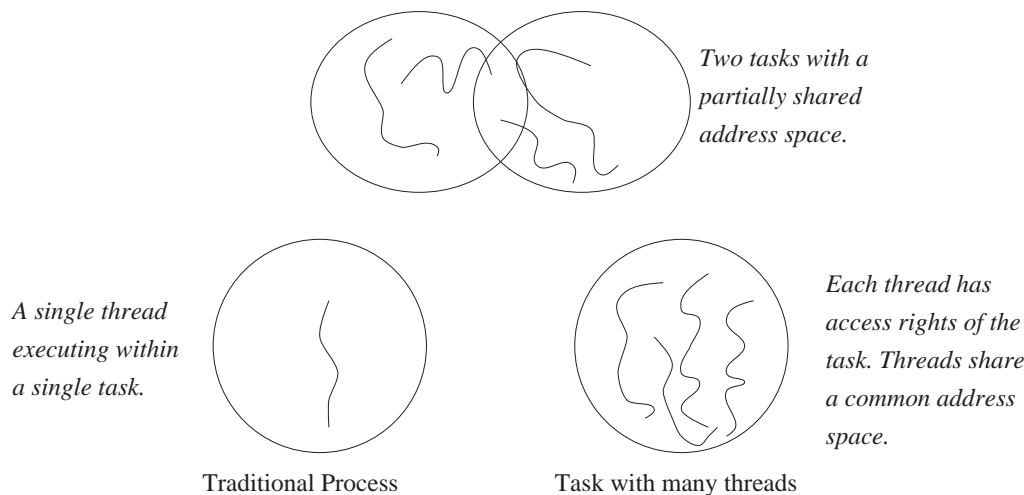 Two tasks with a
partially shared
address space.
A single thread
executing within
a single task.
Each thread has
access rights of the
task. Threads share
a common address
space.
Traditional Process
Task with many threads